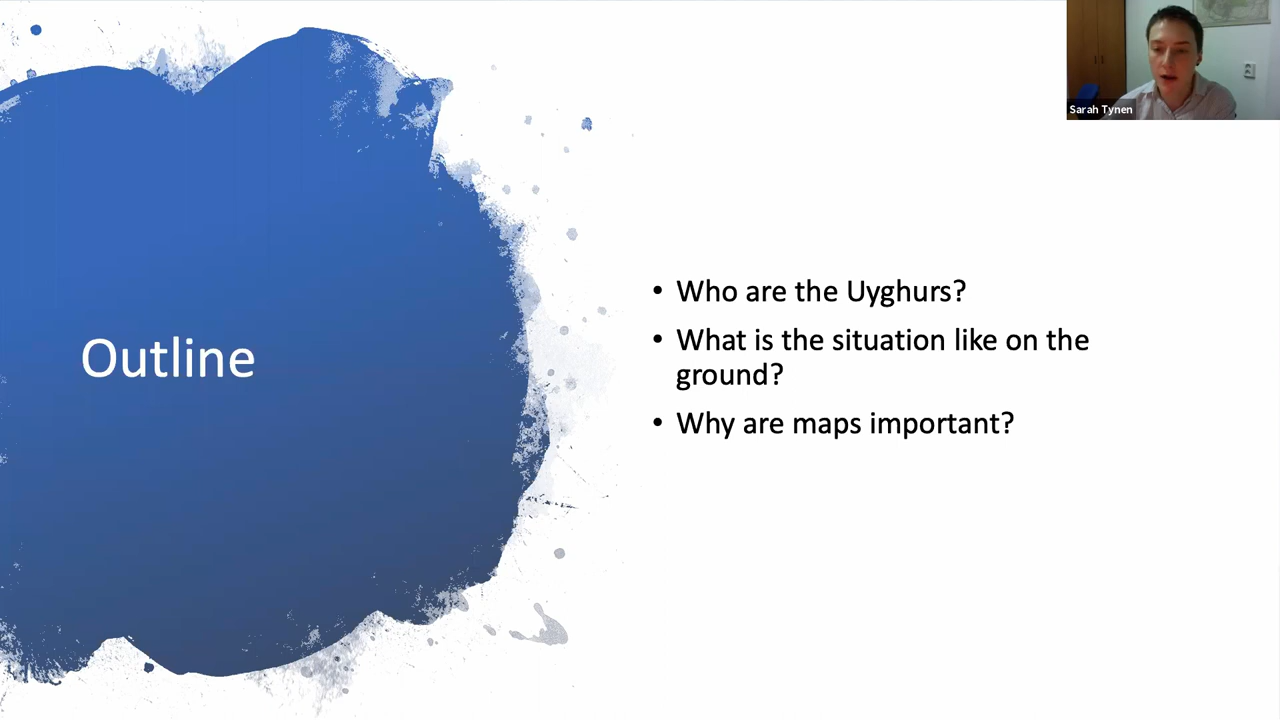 Sarah Tynen
Outline
• Who are the Uyghurs?
• What is the situation like on the
ground?
• Why are maps important?